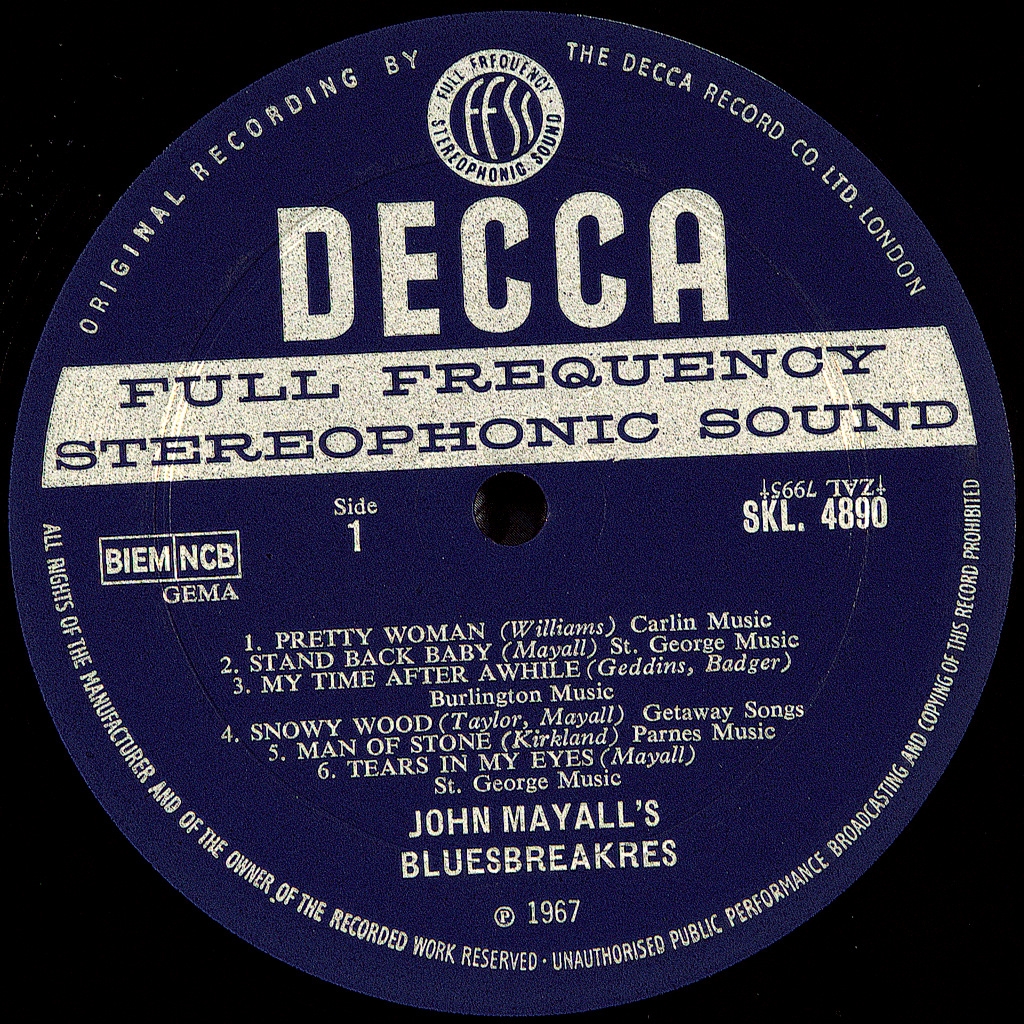 ORIGINAL RECORDING BY THE DECCA RECORD CO. LTD. LONDON
FULL FREQUENCY · STEREOPHONIC SOUND ·
FFSS
DECCA
FULL FREQUENCY
STEREOPHONIC SOUND
Side
1
‡ZAL 7995‡
SKL. 4890
BIEM NCB
GEMA
1. PRETTY WOMAN (Williams) Carlin Music
2. STAND BACK BABY (Mayall) St. George Music
3. MY TIME AFTER AWHILE (Geddins, Badger)
Burlington Music
4. SNOWY WOOD (Taylor, Mayall) Getaway Songs
5. MAN OF STONE (Kirkland) Parnes Music
6. TEARS IN MY EYES (Mayall)
St. George Music
JOHN MAYALL'S
BLUESBREAKRES
℗ 1967
ALL RIGHTS OF THE MANUFACTURER AND OF THE OWNER OF THE RECORDED WORK RESERVED · UNAUTHORISED PUBLIC PERFORMANCE BROADCASTING AND COPYING OF THIS RECORD PROHIBITED